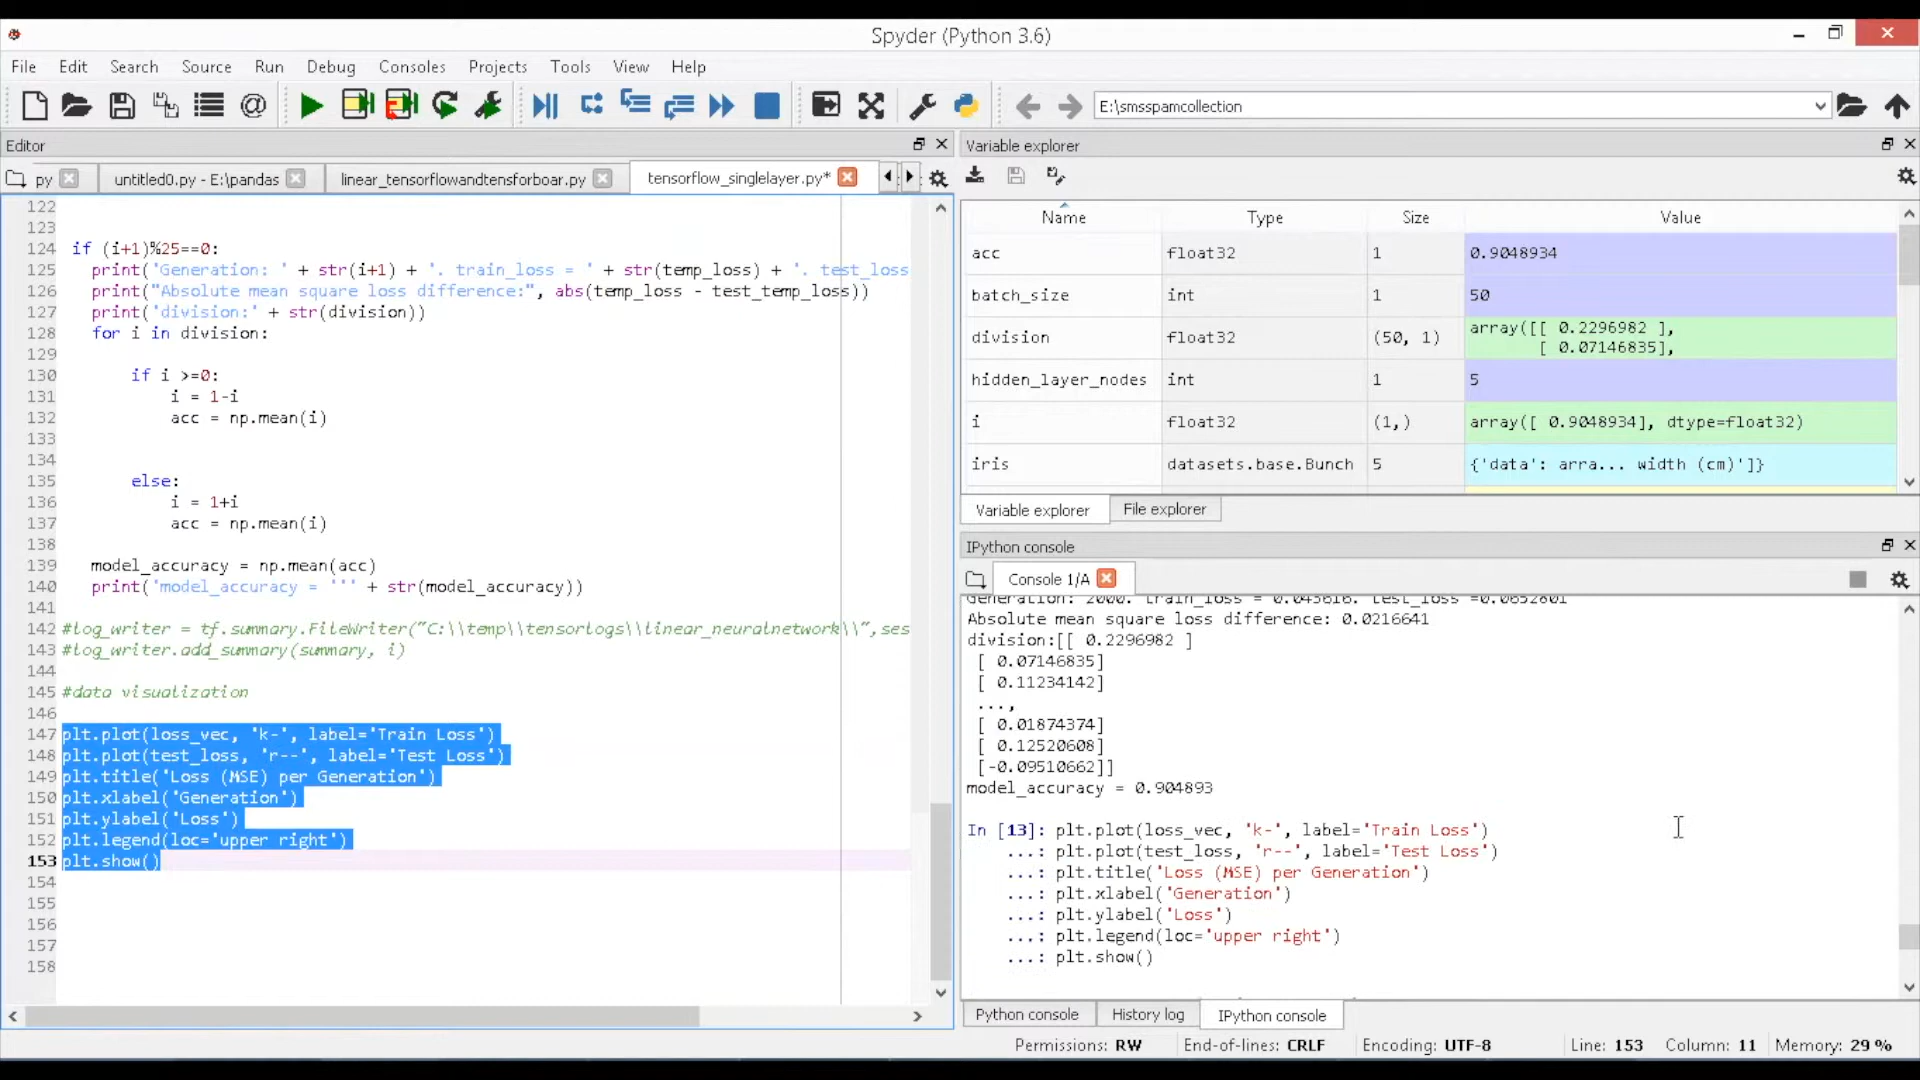 Spyder (Python 3.6)
File Edit Search Source Run Debug Consoles Projects Tools View Help
E:\smsspamcollection
Editor
py
untitled0.py - E:\pandas
linear_tensorflowandtensforboar.py
tensorflow_singlelayer.py*
122
123
124 if (i+1)%25==0:
125 print('Generation: ' + str(i+1) + '. train_loss = ' + str(temp_loss) + '. test_loss
126 print("Absolute mean square loss difference:", abs(temp_loss - test_temp_loss))
127 print('division:' + str(division))
128 for i in division:
129
130 if i >=0:
131 i = 1-i
132 acc = np.mean(i)
133
134
135 else:
136 i = 1+i
137 acc = np.mean(i)
138
139 model_accuracy = np.mean(acc)
140 print('model_accuracy = ''' + str(model_accuracy))
141
142 #log_writer = tf.summary.FileWriter("C:\\temp\\tensorlogs\\linear_neuralnetwork\\",ses
143 #log_writer.add_summary(summary, i)
144
145 #data visualization
146
147 plt.plot(loss_vec, 'k-', label='Train Loss')
148 plt.plot(test_loss, 'r--', label='Test Loss')
149 plt.title('Loss (MSE) per Generation')
150 plt.xlabel('Generation')
151 plt.ylabel('Loss')
152 plt.legend(loc='upper right')
153 plt.show()
154
155
156
157
158
Variable explorer
Name Type Size Value
acc float32 1 0.9048934
batch_size int 1 50
division float32 (50, 1) array([[ 0.2296982 ],
[ 0.07146835],
hidden_layer_nodes int 1 5
i float32 (1,) array([ 0.9048934], dtype=float32)
iris datasets.base.Bunch 5 {'data': arra... width (cm)']}
Variable explorer File explorer
IPython console
Console 1/A
Generation: 2000. train_loss = 0.043616. test_loss =0.0652801
Absolute mean square loss difference: 0.0216641
division:[[ 0.2296982 ]
[ 0.07146835]
[ 0.11234142]
...,
[ 0.01874374]
[ 0.12520608]
[-0.09510662]]
model_accuracy = 0.904893
In [13]: plt.plot(loss_vec, 'k-', label='Train Loss')
...: plt.plot(test_loss, 'r--', label='Test Loss')
...: plt.title('Loss (MSE) per Generation')
...: plt.xlabel('Generation')
...: plt.ylabel('Loss')
...: plt.legend(loc='upper right')
...: plt.show()
Python console History log IPython console
Permissions: RW End-of-lines: CRLF Encoding: UTF-8 Line: 153 Column: 11 Memory: 29 %